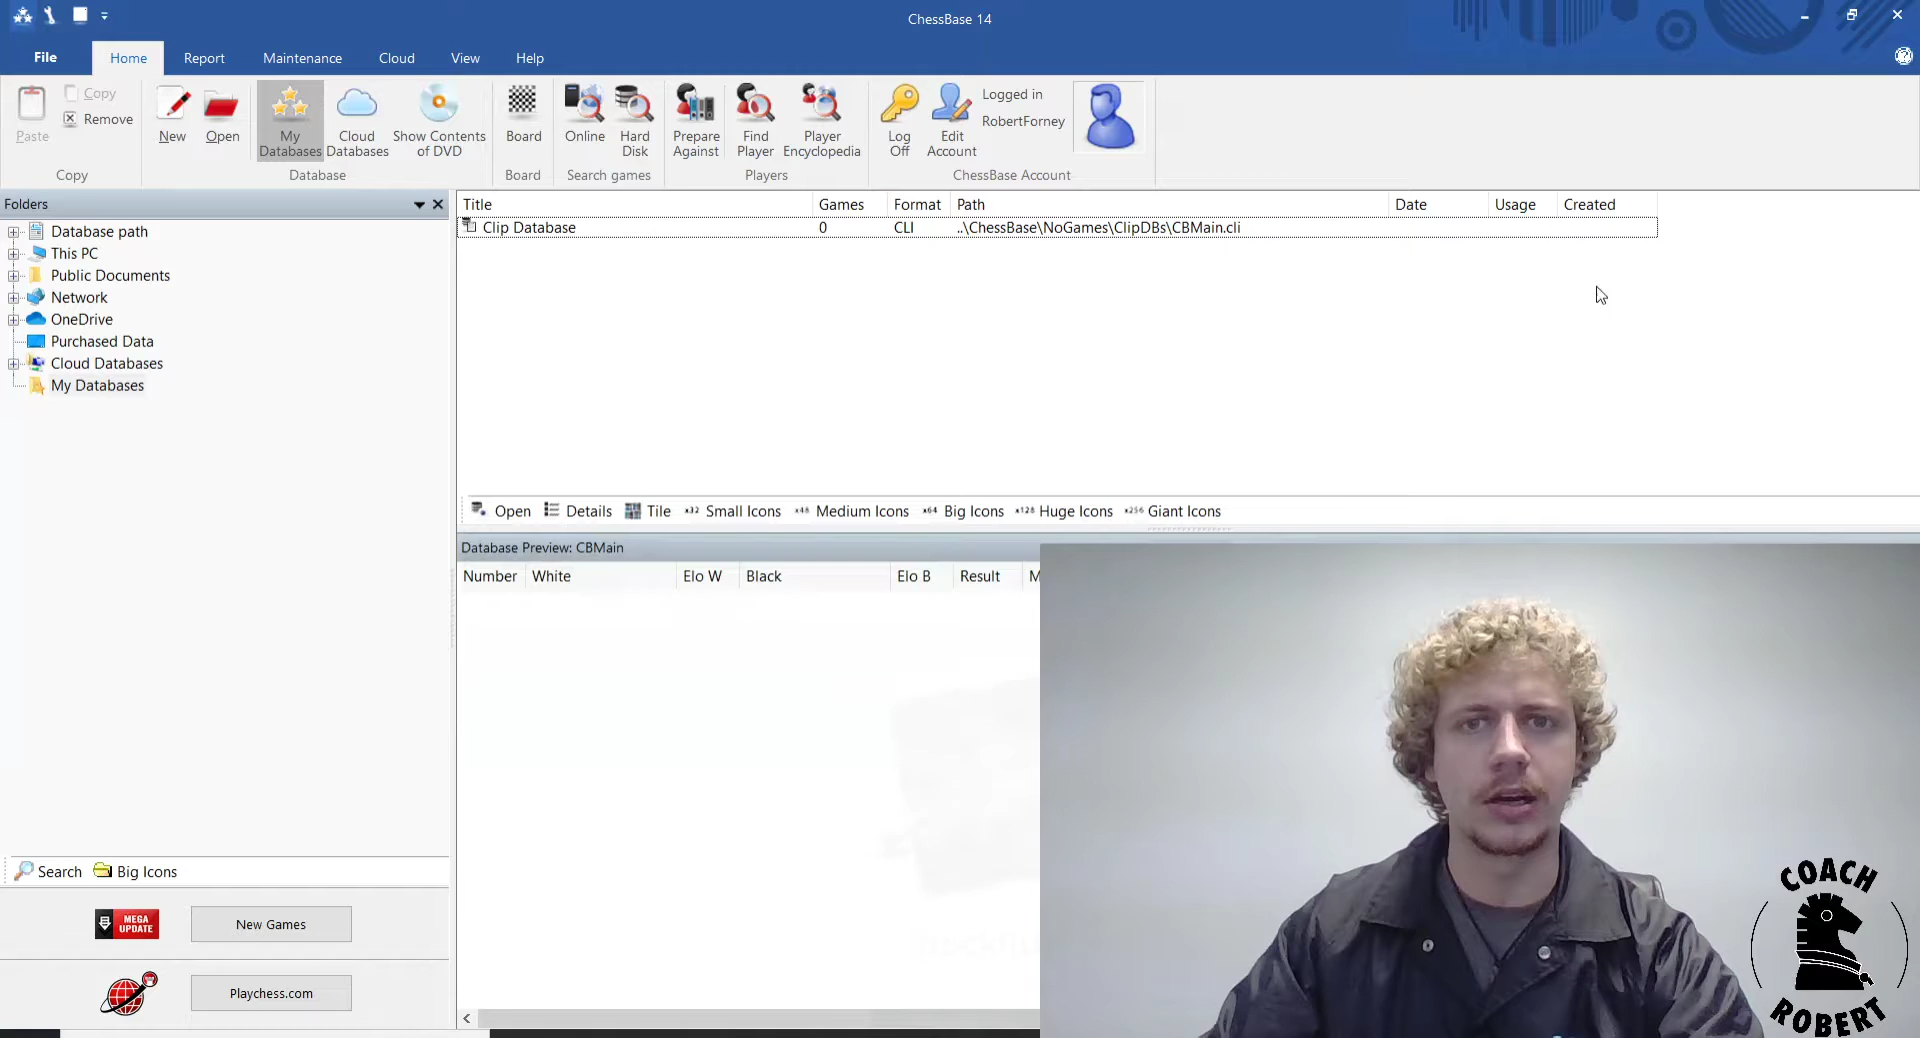 ChessBase 14
File Home Report Maintenance Cloud View Help
Paste
Copy
Remove
Copy
New
Open
My Databases
Cloud Databases
Show Contents of DVD
Database
Board
Board
Online
Hard Disk
Search games
Prepare Against
Find Player
Player Encyclopedia
Players
Log Off
Edit Account
Logged in
RobertForney
ChessBase Account
Folders
Database path
This PC
Public Documents
Network
OneDrive
Purchased Data
Cloud Databases
My Databases
Search Big Icons
MEGA UPDATE
New Games
Playchess.com
Title Games Format Path Date Usage Created
Clip Database 0 CLI ..\ChessBase\NoGames\ClipDBs\CBMain.cli
Open Details Tile x32 Small Icons x48 Medium Icons x64 Big Icons x128 Huge Icons x256 Giant Icons
Database Preview: CBMain
Number White Elo W Black Elo B Result M
COACH
ROBERT